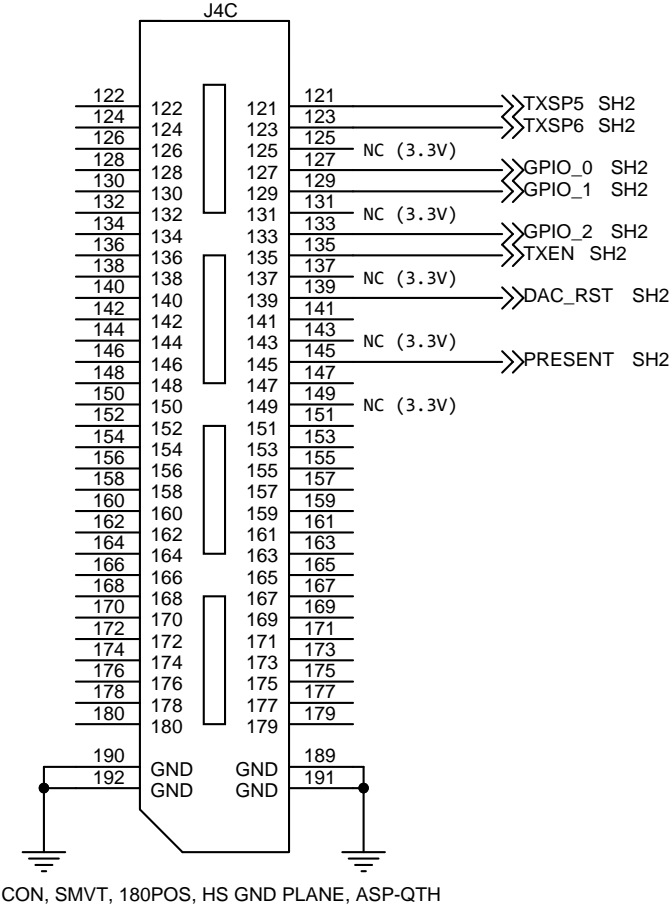 J4C
122 122 121 121 TXSP5 SH2
124 124 123 123 TXSP6 SH2
126 126 125 125 NC (3.3V)
128 128 127 127 GPIO_0 SH2
130 130 129 129 GPIO_1 SH2
132 132 131 131 NC (3.3V)
134 134 133 133 GPIO_2 SH2
136 136 135 135 TXEN SH2
138 138 137 137 NC (3.3V)
140 140 139 139 DAC_RST SH2
142 142 141 141
144 144 143 143 NC (3.3V)
146 146 145 145 PRESENT SH2
148 148 147 147
150 150 149 149 NC (3.3V)
152 152 151 151
154 154 153 153
156 156 155 155
158 158 157 157
160 160 159 159
162 162 161 161
164 164 163 163
166 166 165 165
168 168 167 167
170 170 169 169
172 172 171 171
174 174 173 173
176 176 175 175
178 178 177 177
180 180 179 179
190 GND GND 189
192 GND GND 191
CON, SMVT, 180POS, HS GND PLANE, ASP-QTH